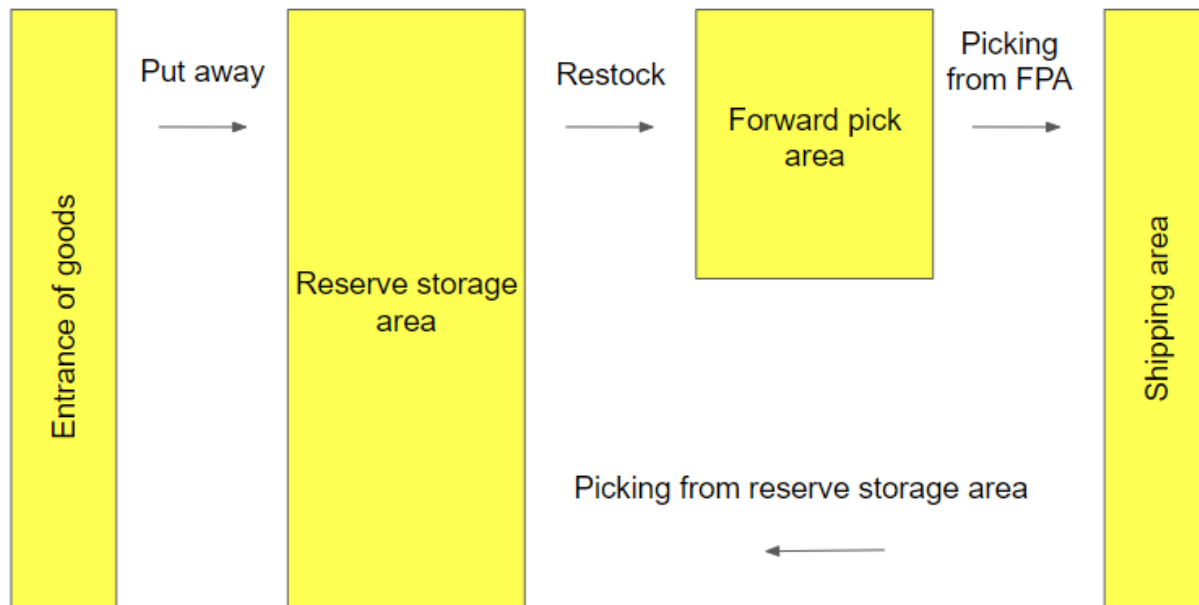 Entrance of goods
Put away
Reserve storage
area
Restock
Forward pick
area
Picking
from FPA
Shipping area
Picking from reserve storage area